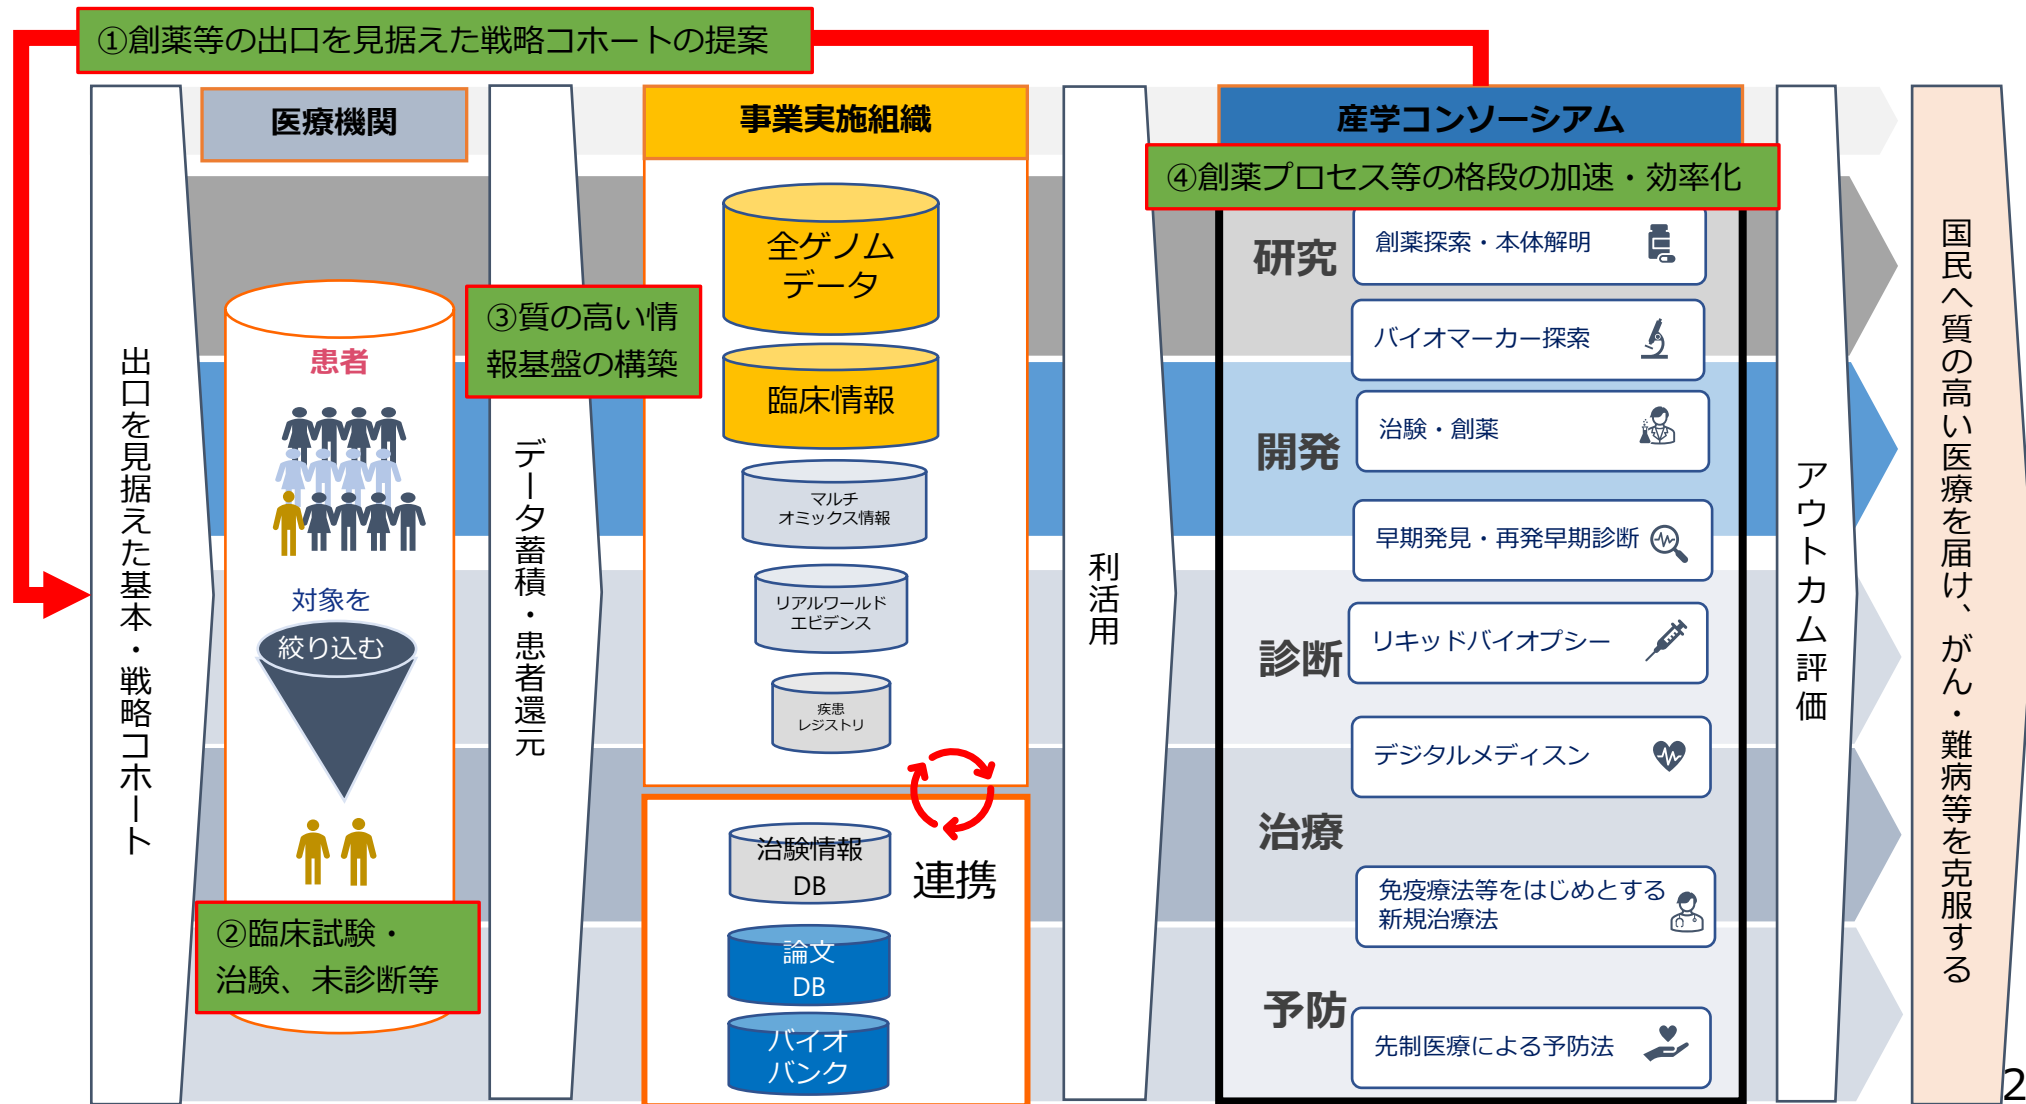 ①創薬等の出口を見据えた戦略コホートの提案
医療機関
事業実施組織
産学コンソーシアム
④創薬プロセス等の格段の加速・効率化
出口を見据えた基本・戦略コホート
患者
対象を
絞り込む
②臨床試験・
治験、未診断等
データ蓄積・患者還元
③質の高い情
報基盤の構築
全ゲノム
データ
臨床情報
マルチ
オミックス情報
リアルワールド
エビデンス
疾患
レジストリ
連携
治験情報
DB
論文
DB
バイオ
バンク
利活用
研究
創薬探索・本体解明
バイオマーカー探索
開発
治験・創薬
早期発見・再発早期診断
診断
リキッドバイオプシー
デジタルメディスン
治療
免疫療法等をはじめとする
新規治療法
予防
先制医療による予防法
アウトカム評価
国民へ質の高い医療を届け、がん・難病等を克服する
2